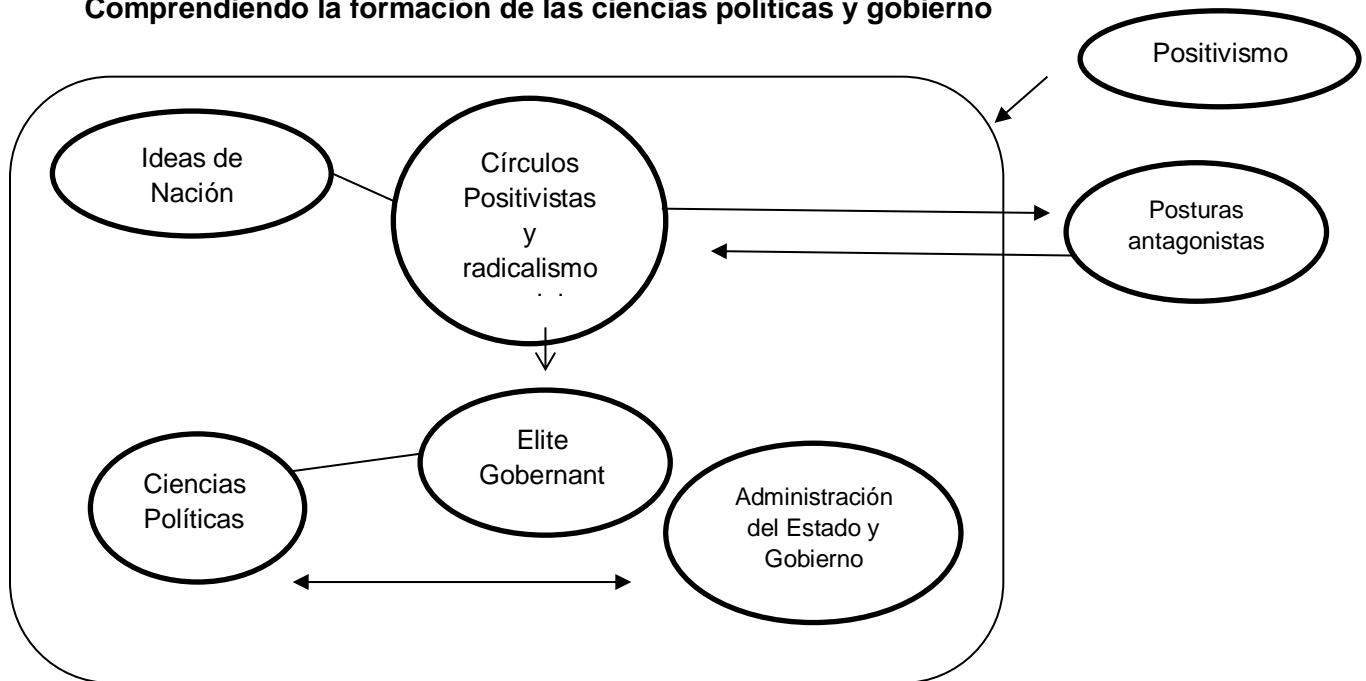 Comprendiendo la formación de las ciencias políticas y gobierno
Positivismo
Ideas de
Nación
Círculos
Positivistas
y
radicalismo
Posturas
antagonistas
Elite
Gobernant
Ciencias
Políticas
Administración
del Estado y
Gobierno